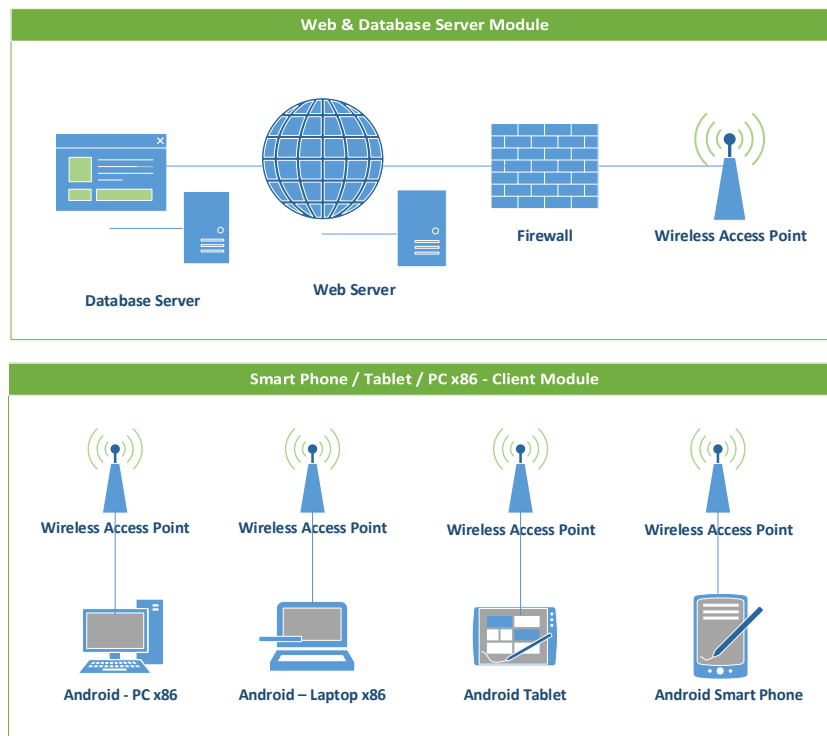 Web & Database Server Module
Firewall
Wireless Access Point
Web Server
Database Server
Smart Phone / Tablet / PC x86 - Client Module
Wireless Access Point
Wireless Access Point
Wireless Access Point
Wireless Access Point
Android - PC x86
Android – Laptop x86
Android Tablet
Android Smart Phone